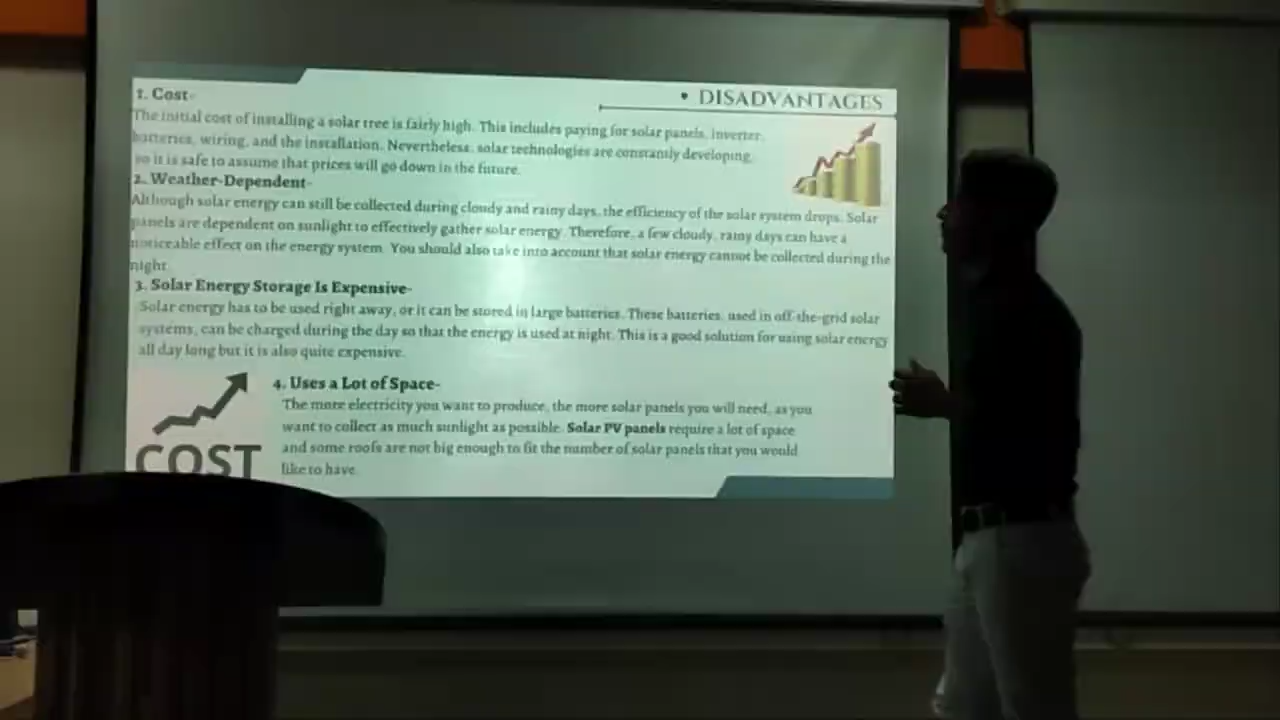 • DISADVANTAGES
1. Cost-
The initial cost of installing a solar tree is fairly high. This includes paying for solar panels, inverter,
batteries, wiring, and the installation. Nevertheless, solar technologies are constantly developing,
so it is safe to assume that prices will go down in the future.
2. Weather-Dependent-
Although solar energy can still be collected during cloudy and rainy days, the efficiency of the solar system drops. Solar
panels are dependent on sunlight to effectively gather solar energy. Therefore, a few cloudy, rainy days can have a
noticeable effect on the energy system. You should also take into account that solar energy cannot be collected during the
night.
3. Solar Energy Storage Is Expensive-
Solar energy has to be used right away, or it can be stored in large batteries. These batteries, used in off-the-grid solar
systems, can be charged during the day so that the energy is used at night. This is a good solution for using solar energy
all day long but it is also quite expensive.
4. Uses a Lot of Space-
The more electricity you want to produce, the more solar panels you will need, as you
want to collect as much sunlight as possible. Solar PV panels require a lot of space
and some roofs are not big enough to fit the number of solar panels that you would
like to have.
COST